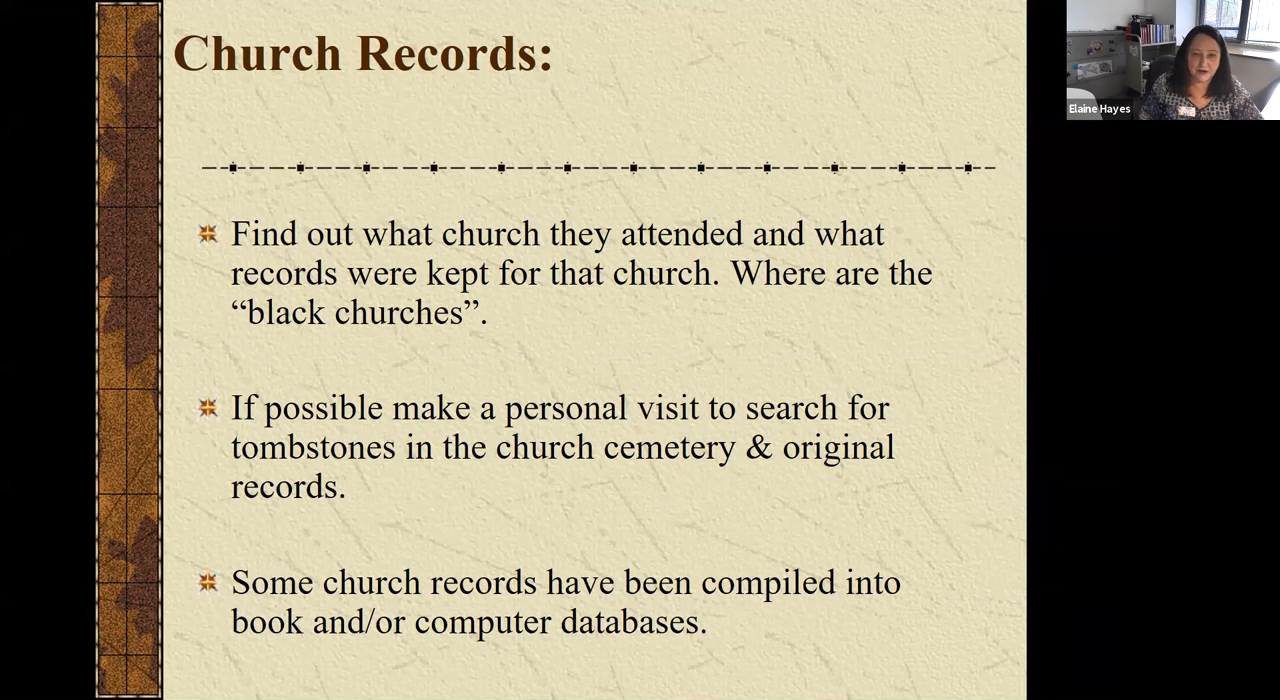 Church Records:
Elaine Hayes
Find out what church they attended and what
records were kept for that church. Where are the
“black churches”.
If possible make a personal visit to search for
tombstones in the church cemetery & original
records.
Some church records have been compiled into
book and/or computer databases.